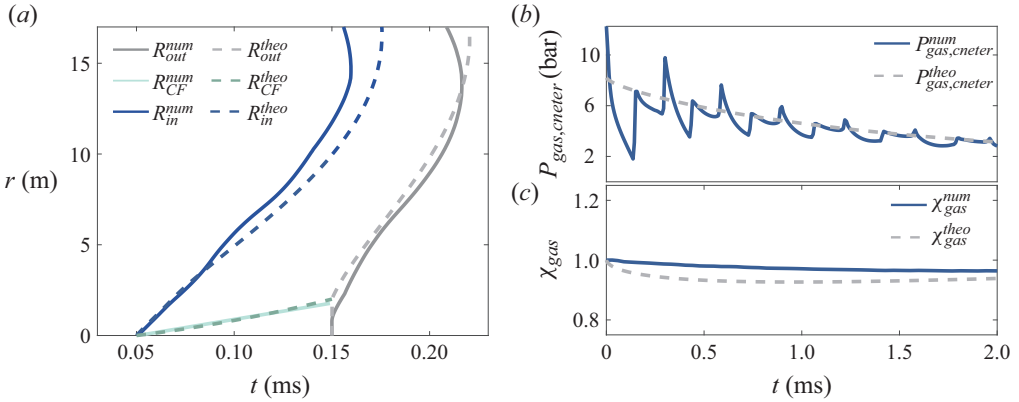 (a)
15
10
5
0
r (m)
R_out^num
R_out^theo
R_CF^num
R_CF^theo
R_in^num
R_in^theo
0.05 0.10 0.15 0.20
t (ms)
(b)
10
6
2
P_gas,cneter (bar)
P_gas,cneter^num
P_gas,cneter^theo
(c)
1.2
1.0
0.8
χ_gas
χ_gas^num
χ_gas^theo
0 0.5 1.0 1.5 2.0
t (ms)